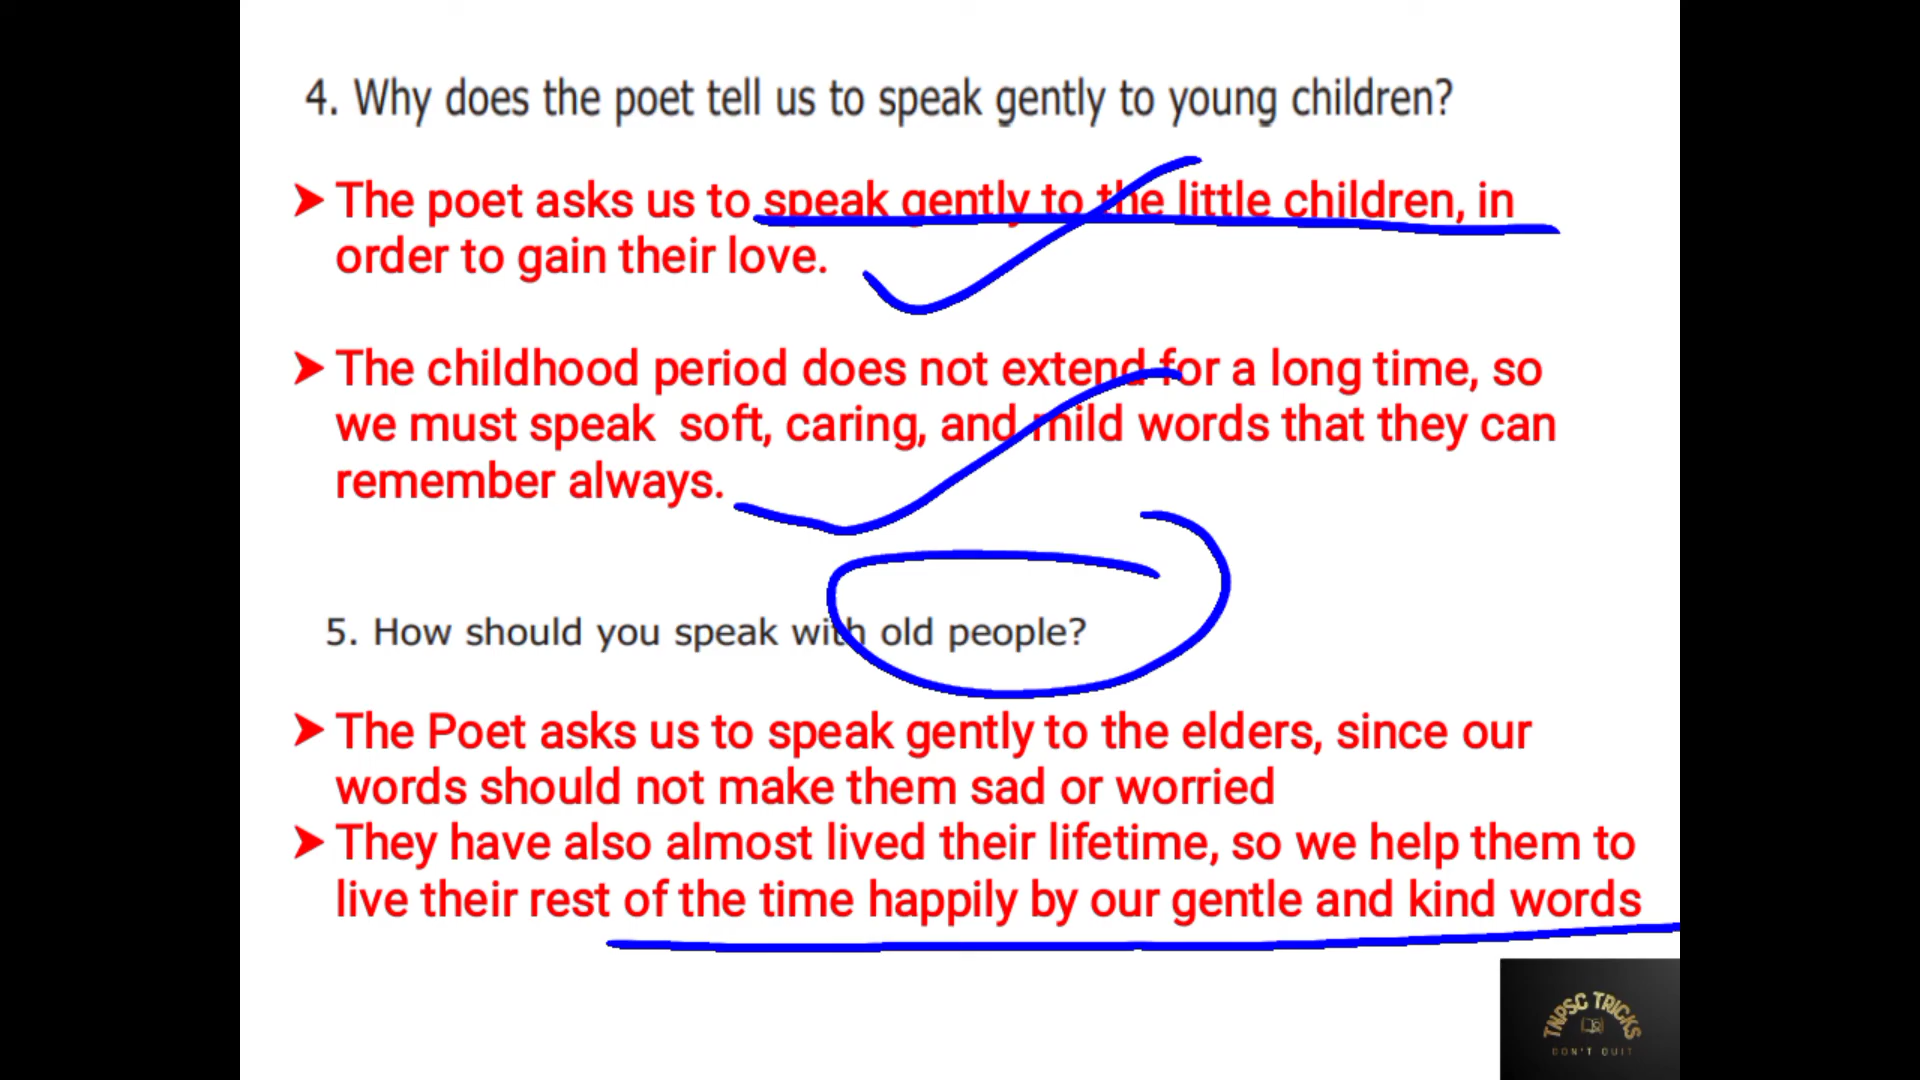 4. Why does the poet tell us to speak gently to young children?
➤ The poet asks us to speak gently to the little children, in
order to gain their love.
➤ The childhood period does not extend for a long time, so
we must speak  soft, caring, and mild words that they can
remember always.
5. How should you speak with old people?
➤ The Poet asks us to speak gently to the elders, since our
words should not make them sad or worried
➤ They have also almost lived their lifetime, so we help them to
live their rest of the time happily by our gentle and kind words
TNPSC TRICKS
DON'T QUIT